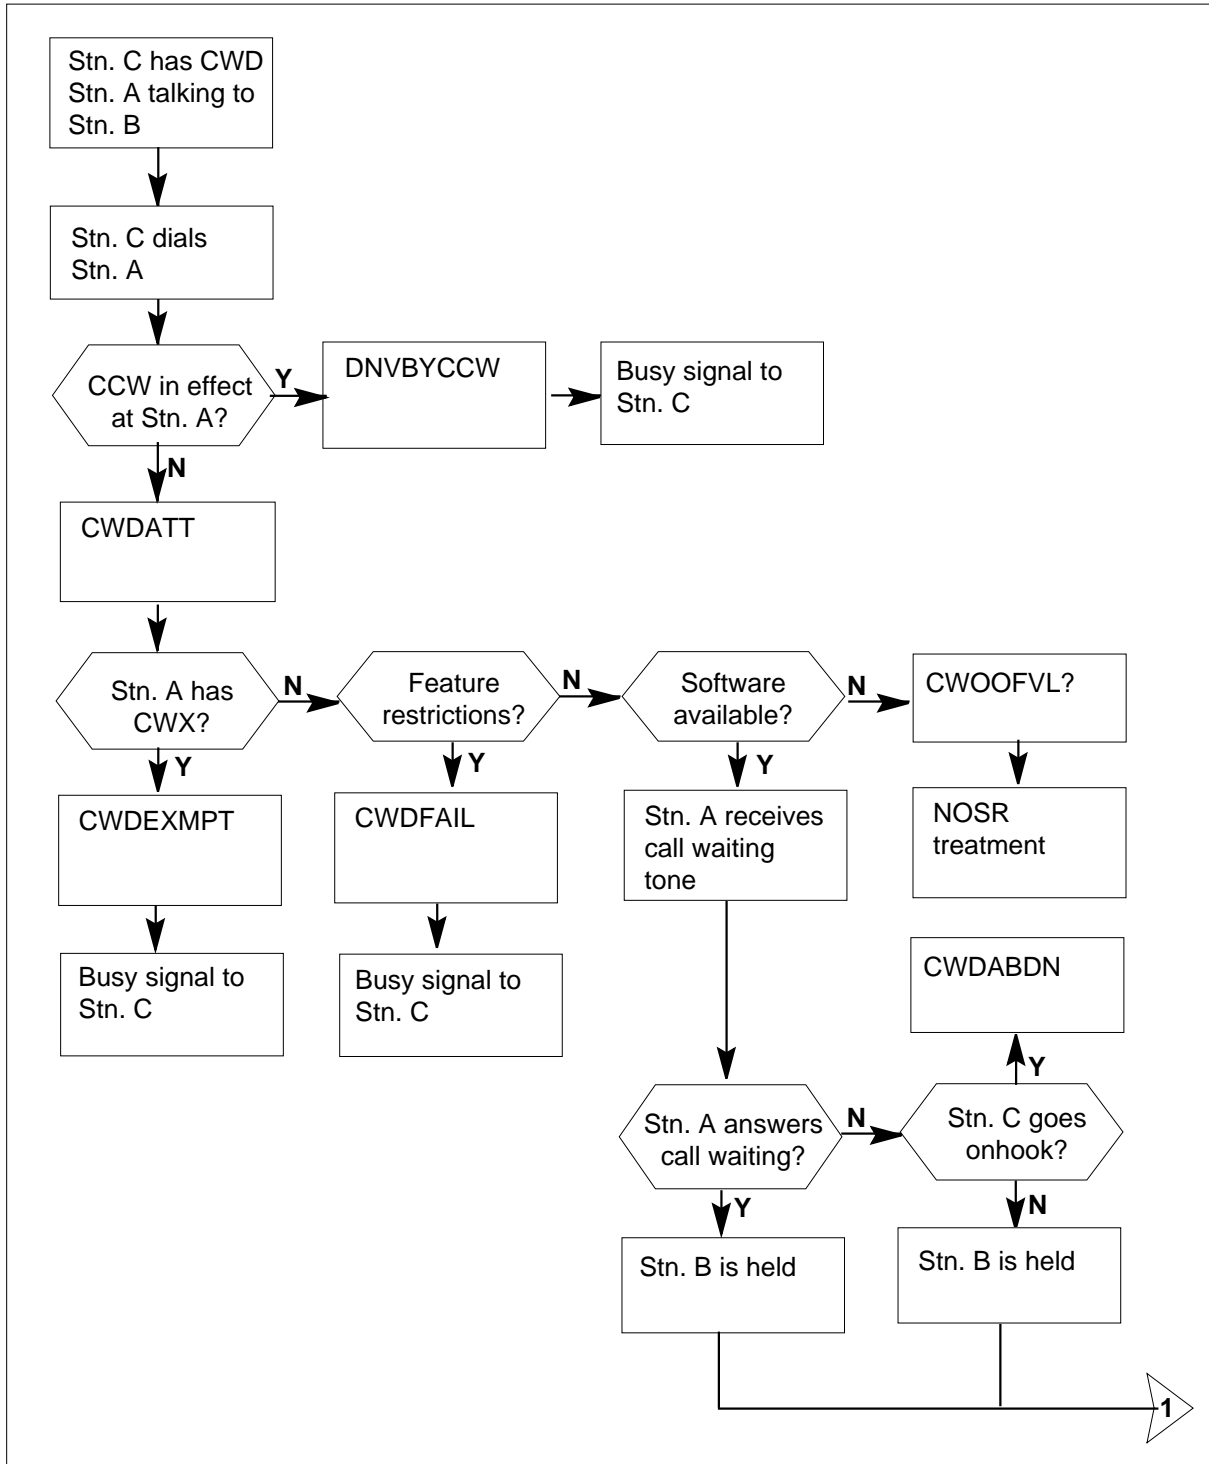 Stn. C has CWD
Stn. A talking to
Stn. B
Stn. C dials
Stn. A
CCW in effect
at Stn. A?
Y
DNVBYCCW
Busy signal to
Stn. C
N
CWDATT
Stn. A has
CWX?
N
Feature
restrictions?
N
Software
available?
N
CWOOFVL?
Y
Y
Y
CWDEXMPT
CWDFAIL
Stn. A receives
call waiting
tone
NOSR
treatment
Busy signal to
Stn. C
Busy signal to
Stn. C
CWDABDN
Y
Stn. A answers
call waiting?
N
Stn. C goes
onhook?
Y
N
Stn. B is held
Stn. B is held
1